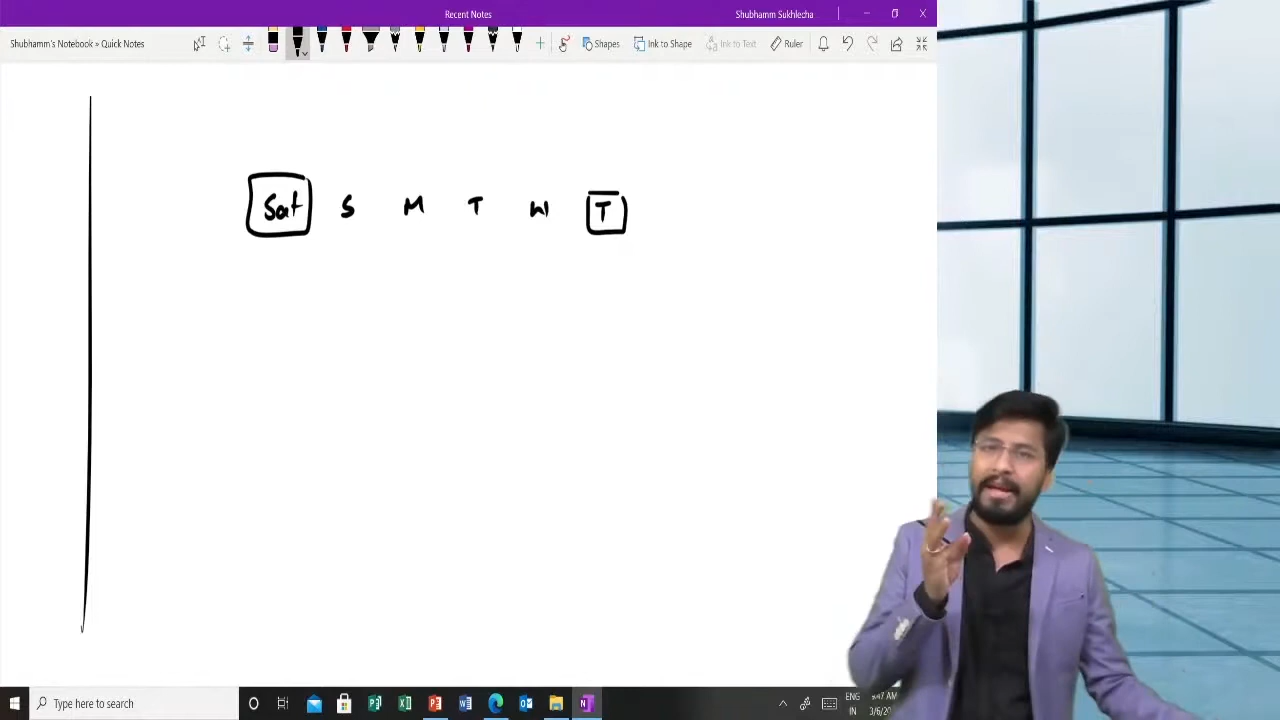 Recent Notes
Shubhamm Sukhlecha
Shubhamm's Notebook » Quick Notes
Shapes
Ink to Shape
Ink to Text
Ruler
Sat S M T W T
Type here to search
ENG
IN